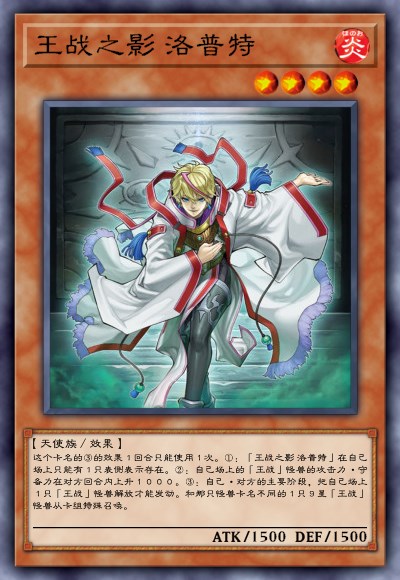 王战之影 洛普特
炎
ほのお
【天使族／效果】
这个卡名的③的效果1回合只能使用1次。①：「王战之影 洛普特」在自己
场上只能有1只表侧表示存在。②：自己场上的「王战」怪兽的攻击力·守
备力在对方回合内上升1000。③：自己·对方的主要阶段，把自己场上
1只「王战」怪兽解放才能发动。和那只怪兽卡名不同的1只9星「王战」
怪兽从卡组特殊召唤。
ATK/1500 DEF/1500